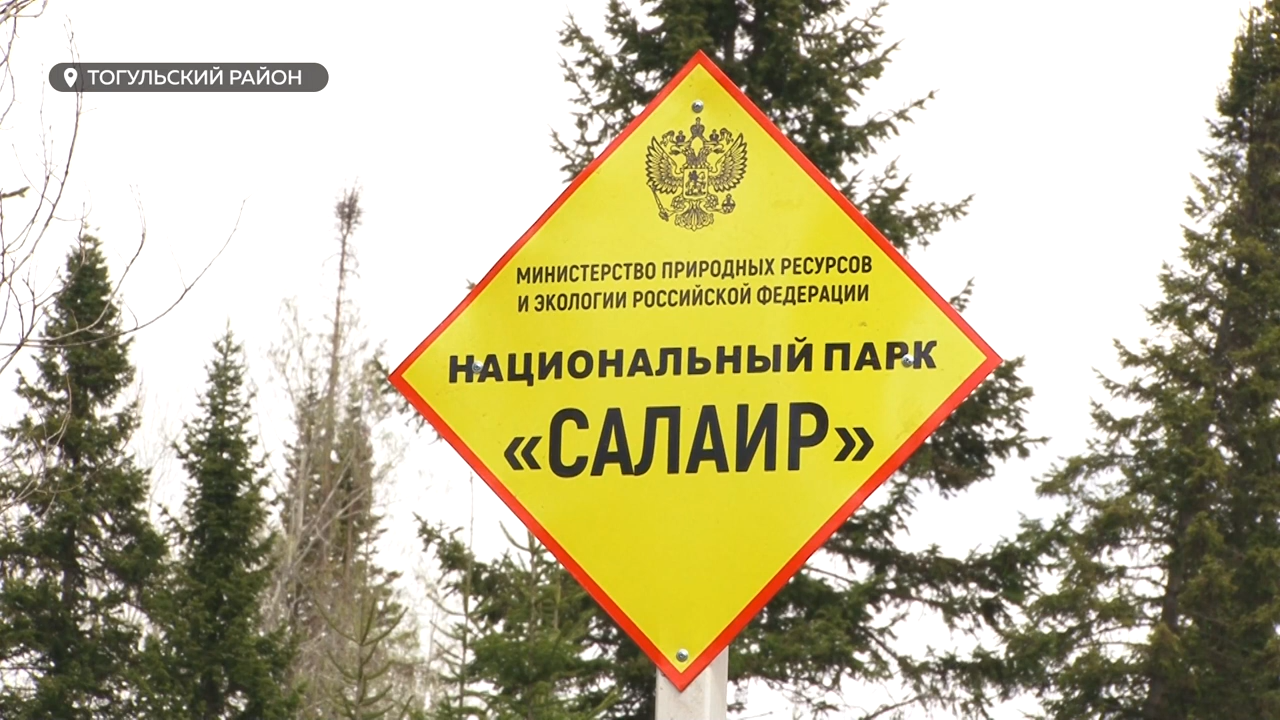 ТОГУЛЬСКИЙ РАЙОН
МИНИСТЕРСТВО ПРИРОДНЫХ РЕСУРСОВ
И ЭКОЛОГИИ РОССИЙСКОЙ ФЕДЕРАЦИИ
НАЦИОНАЛЬНЫЙ ПАРК
«САЛАИР»